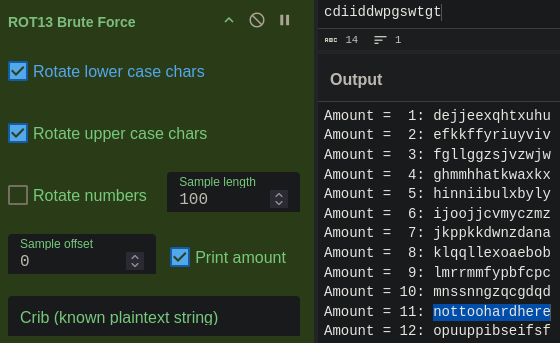 ROT13 Brute Force
Rotate lower case chars
Rotate upper case chars
Rotate numbers
Sample length
100
Sample offset
0
Print amount
Crib (known plaintext string)
cdiiddwpgswtgt
ABC 14 1
Output
Amount =  1: dejjeexqhtxuhu
Amount =  2: efkkffyriuyviv
Amount =  3: fgllggzsjvzwjw
Amount =  4: ghmmhhatkwaxkx
Amount =  5: hinniibulxbyly
Amount =  6: ijoojjcvmyczmz
Amount =  7: jkppkkdwnzdana
Amount =  8: klqqllexoaebob
Amount =  9: lmrrmmfypbfcpc
Amount = 10: mnssnngzqcgdqd
Amount = 11: nottoohardhere
Amount = 12: opuuppibseifsf